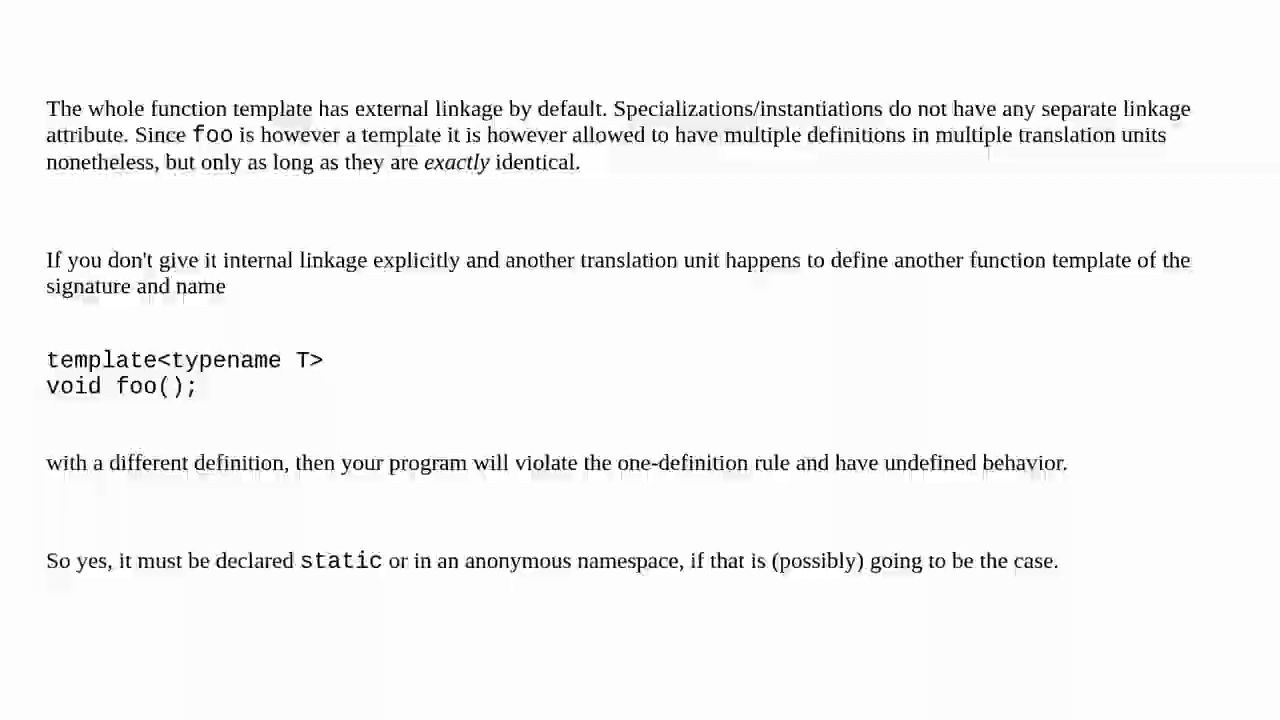 The whole function template has external linkage by default. Specializations/instantiations do not have any separate linkage
attribute. Since foo is however a template it is however allowed to have multiple definitions in multiple translation units
nonetheless, but only as long as they are exactly identical.
If you don't give it internal linkage explicitly and another translation unit happens to define another function template of the
signature and name
template<typename T>
void foo();
with a different definition, then your program will violate the one-definition rule and have undefined behavior.
So yes, it must be declared static or in an anonymous namespace, if that is (possibly) going to be the case.